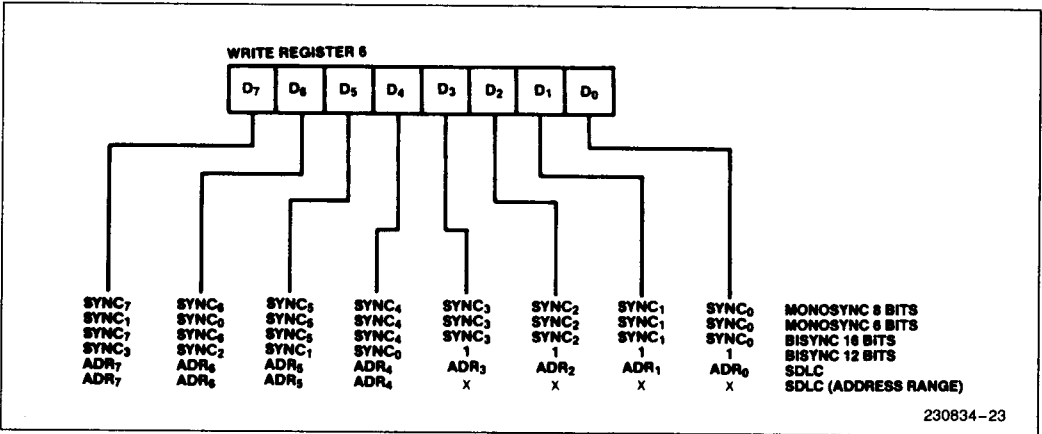 WRITE REGISTER 6
D₇ D₆ D₅ D₄ D₃ D₂ D₁ D₀
SYNC₇ SYNC₆ SYNC₅ SYNC₄ SYNC₃ SYNC₂ SYNC₁ SYNC₀ MONOSYNC 8 BITS
SYNC₁ SYNC₀ SYNC₅ SYNC₄ SYNC₃ SYNC₂ SYNC₁ SYNC₀ MONOSYNC 6 BITS
SYNC₇ SYNC₆ SYNC₅ SYNC₄ SYNC₃ SYNC₂ SYNC₁ SYNC₀ BISYNC 16 BITS
SYNC₃ SYNC₂ SYNC₁ SYNC₀ 1 1 1 1 BISYNC 12 BITS
ADR₇ ADR₆ ADR₅ ADR₄ ADR₃ ADR₂ ADR₁ ADR₀ SDLC
ADR₇ ADR₆ ADR₅ ADR₄ X X X X SDLC (ADDRESS RANGE)
230834–23